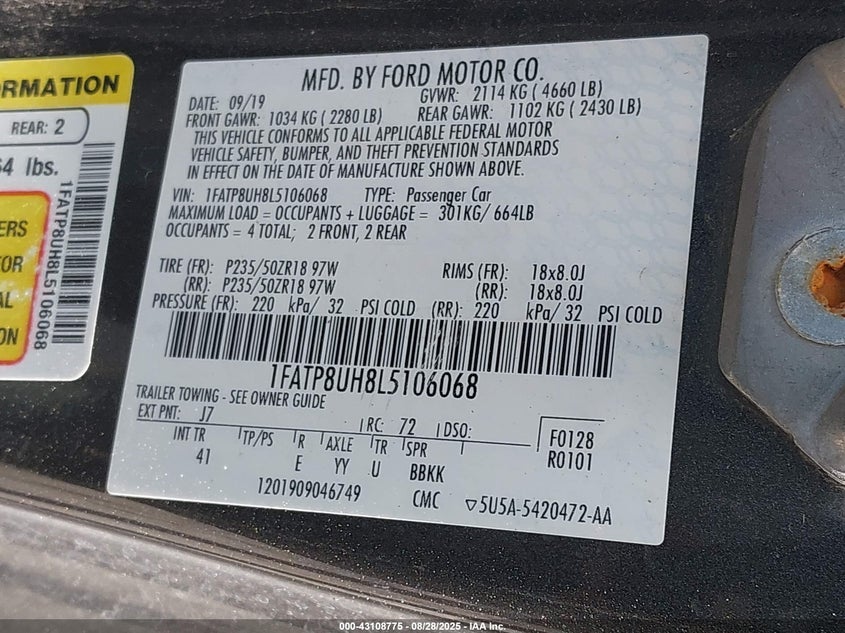 RMATION
REAR: 2
64 lbs.
ERS
OR
AL
ON
1FATP8UH8L5106068
MFD. BY FORD MOTOR CO.
DATE: 09/19 GVWR: 2114 KG ( 4660 LB)
FRONT GAWR: 1034 KG ( 2280 LB) REAR GAWR: 1102 KG ( 2430 LB)
THIS VEHICLE CONFORMS TO ALL APPLICABLE FEDERAL MOTOR
VEHICLE SAFETY, BUMPER, AND THEFT PREVENTION STANDARDS
IN EFFECT ON THE DATE OF MANUFACTURE SHOWN ABOVE.
VIN: 1FATP8UH8L5106068 TYPE: Passenger Car
MAXIMUM LOAD = OCCUPANTS + LUGGAGE = 301KG/ 664LB
OCCUPANTS = 4 TOTAL; 2 FRONT, 2 REAR
TIRE (FR): P235/50ZR18 97W RIMS (FR): 18x8.0J
(RR): P235/50ZR18 97W (RR): 18x8.0J
PRESSURE (FR): 220 kPa/ 32 PSI COLD (RR): 220 kPa/ 32 PSI COLD
1FATP8UH8L5106068
TRAILER TOWING - SEE OWNER GUIDE
EXT PNT: J7 RC: 72 DSO: F0128
INT TR TP/PS R AXLE TR SPR R0101
41 E YY U BBKK
1201909046749 CMC ▽5U5A-5420472-AA
000-43108775 - 08/28/2025 - IAA Inc.